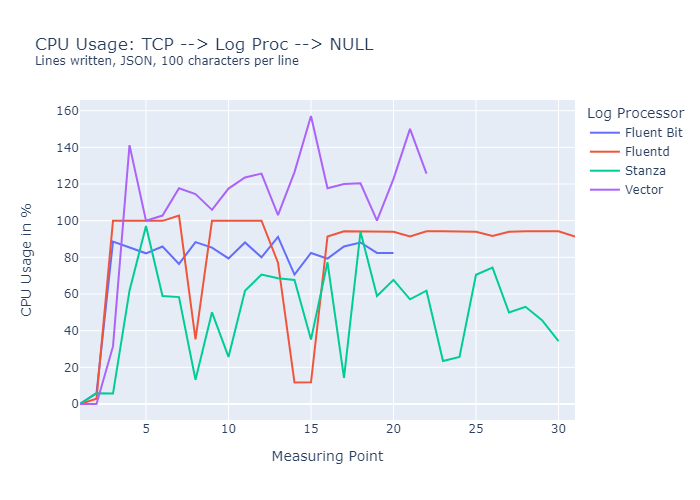 CPU Usage: TCP --> Log Proc --> NULL
Lines written, JSON, 100 characters per line
Log Processor
Fluent Bit
Fluentd
Stanza
Vector
CPU Usage in %
160
140
120
100
80
60
40
20
0
5
10
15
20
25
30
Measuring Point